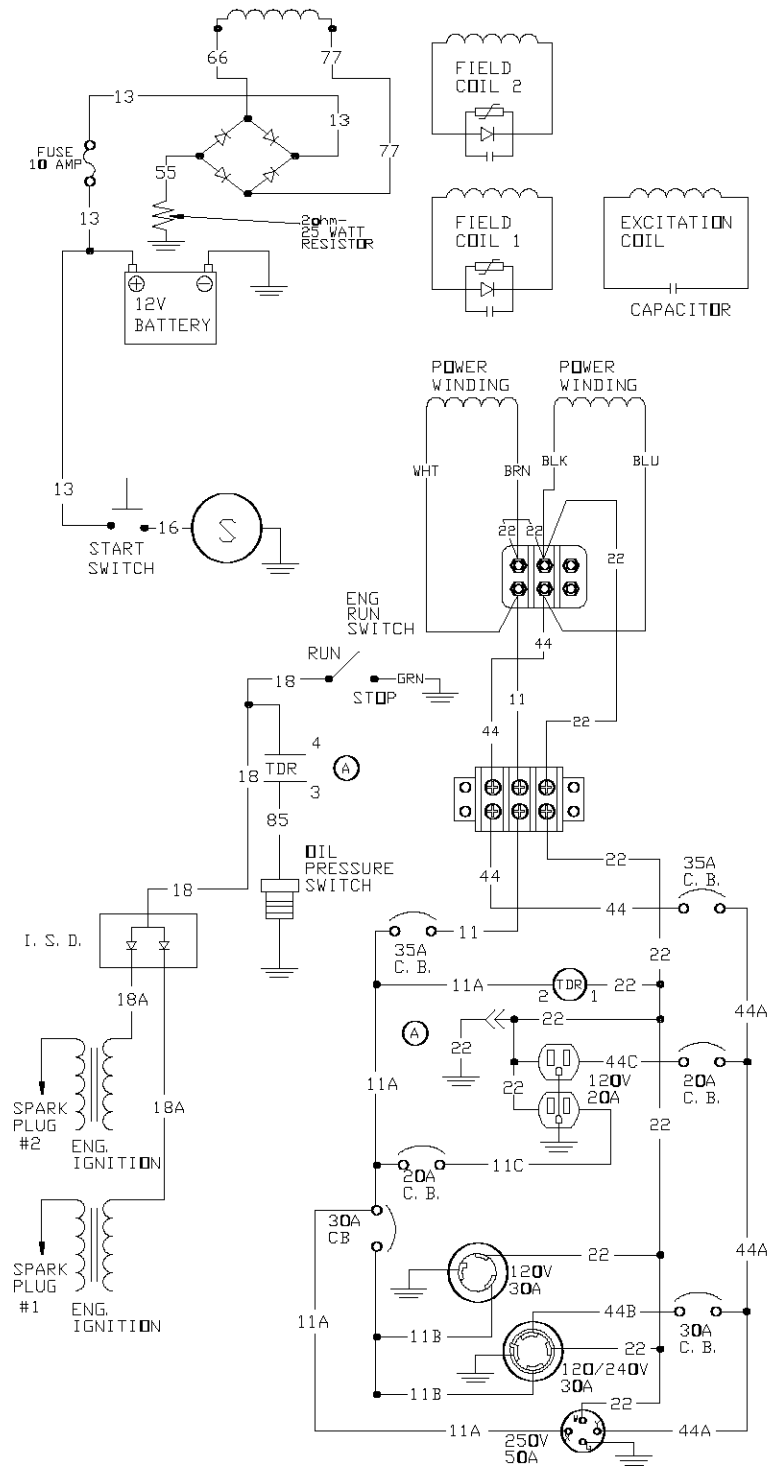 66
77
13
13
FUSE
10 AMP
55
77
13
2ohm-
25 WATT
RESISTOR
12V
BATTERY
FIELD
COIL 2
FIELD
COIL 1
EXCITATION
COIL
CAPACITOR
POWER
WINDING
POWER
WINDING
WHT
BRN
BLK
BLU
13
16
S
START
SWITCH
22
22
22
ENG
RUN
SWITCH
RUN
18
STOP
GRN
44
11
44
22
4
18
TDR
A
3
85
OIL
PRESSURE
SWITCH
18
I. S. D.
18A
18A
SPARK
PLUG
#2
ENG.
IGNITION
SPARK
PLUG
#1
ENG.
IGNITION
22
44
35A
C. B.
44
11
35A
C. B.
22
11A
2
TDR
1
22
44A
A
22
22
44C
120V
20A
20A
C. B.
11A
22
22
11C
20A
C. B.
30A
CB
22
120V
30A
44A
11A
11B
44B
30A
C. B.
22
11B
120/240V
30A
22
11A
W
X
Y
G
44A
250V
50A